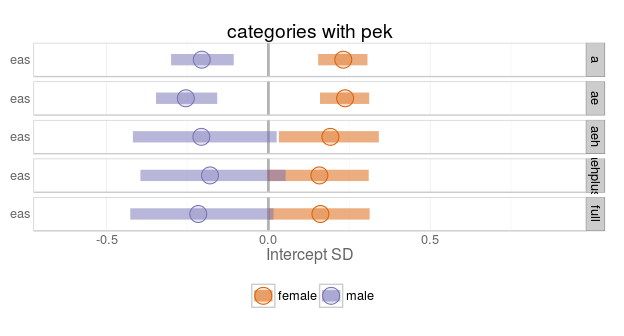 categories with pek
eas
a
eas
ae
eas
aeh
eas
eas
full
-0.5 0.0 0.5
Intercept SD
female male